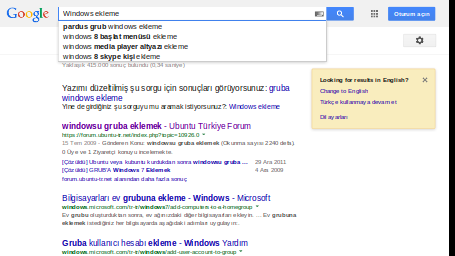 Google
Windows ekleme
Oturum açın
pardus grub windows ekleme
windows 8 başlat menüsü ekleme
windows media player altyazı ekleme
windows 8 skype kişi ekleme
Yaklaşık 415.000 sonuç bulundu (0,34 saniye)
Yazımı düzeltilmiş şu sorgu için sonuçları görüyorsunuz: gruba
windows ekleme
Yine de girdiğiniz şu sorguyu mu aramak istiyorsunuz?: Windows ekleme
Looking for results in English?
Change to English
Türkçe kullanmaya devam et
Dil ayarları
windowsu gruba eklemek - Ubuntu Türkiye Forum
https://forum.ubuntu-tr.net/index.php?topic=10926.0
15 Tem 2009 - Gönderen Konu: windowsu gruba eklemek (Okunma sayısı 2240 defa).
0 Üye ve 1 Ziyaretçi konuyu incelemekte.
[Çözüldü] Ubuntu veya kubuntu kurduktan sonra windowsu gruba ... 29 Ara 2011
[Çözüldü] GRUB'A Windows 7 Eklemek 4 Ara 2009
forum.ubuntu-tr.net alanından daha fazla sonuç
Bilgisayarları ev grubuna ekleme - Windows - Microsoft
windows.microsoft.com/tr-tr/windows7/add-computers-to-a-homegroup
Ev grubu oluşturduktan sonra, ev ağınızdaki diğer bilgisayarları ekleyin. ... Ev grubuna
eklemek istediğiniz her bilgisayarda aşağıdaki adımları uygulayın:.
Gruba kullanıcı hesabı ekleme - Windows Yardım
windows.microsoft.com/tr-tr/windows/add-user-account-to-group